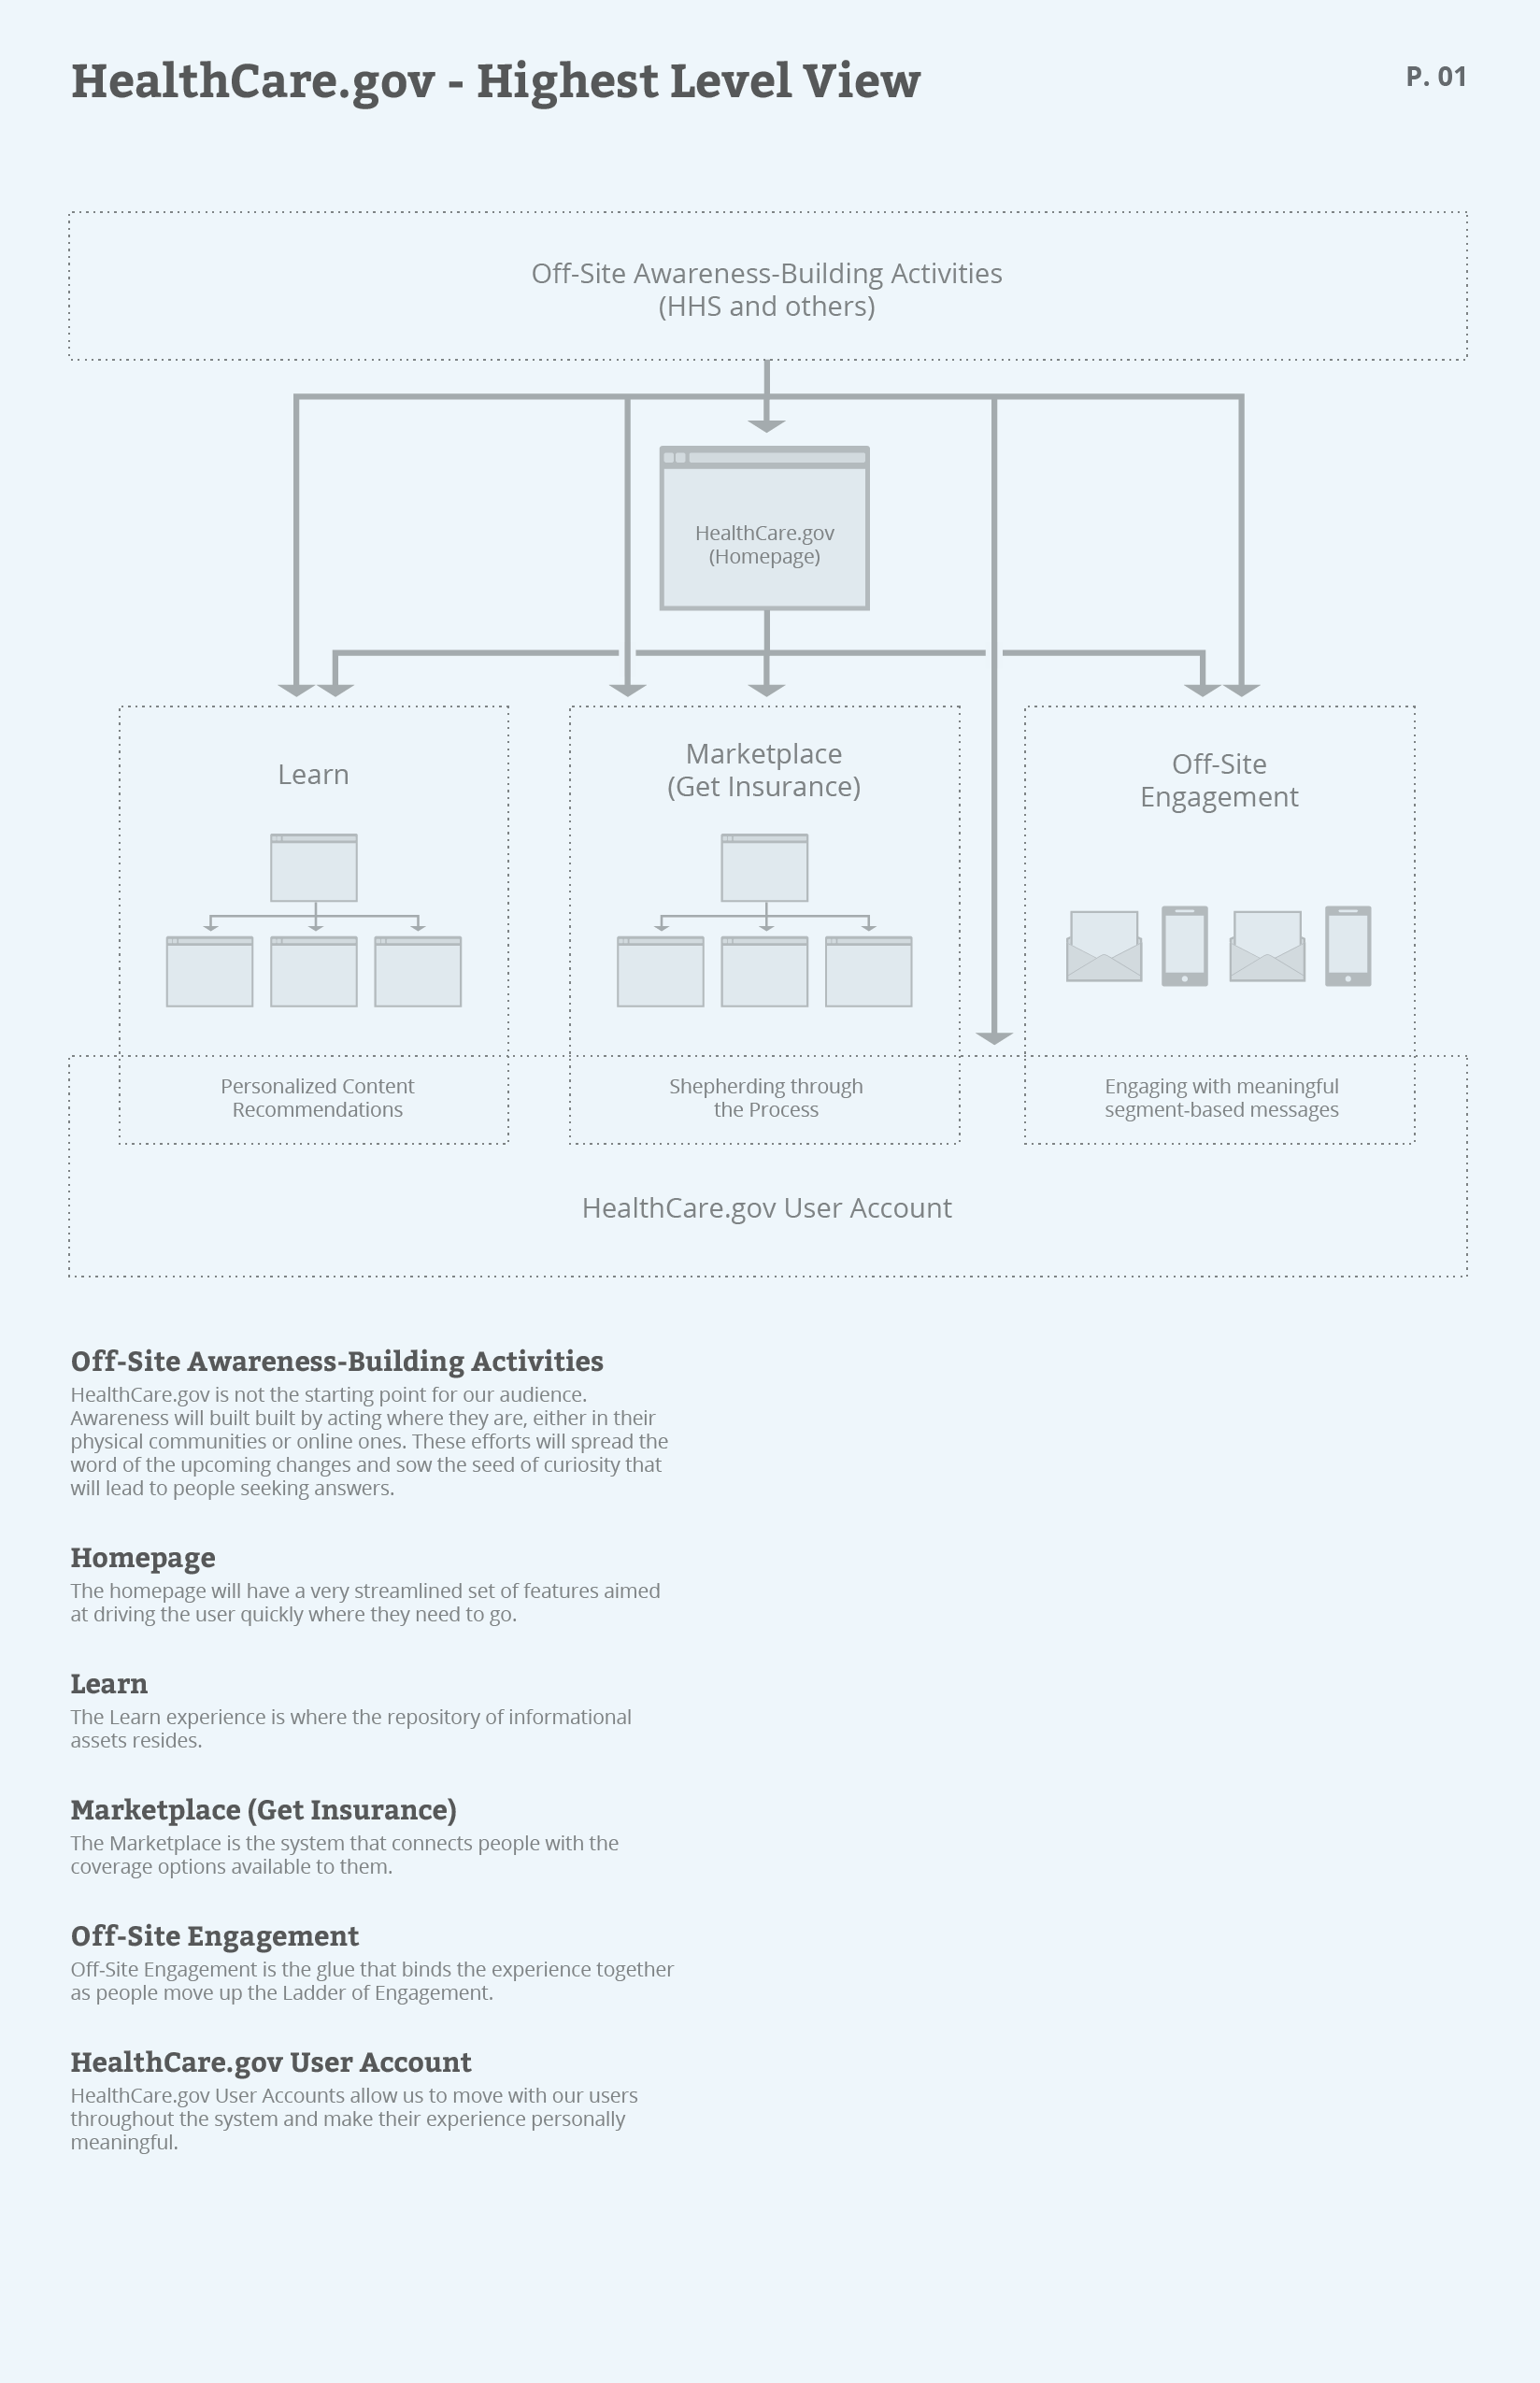 HealthCare.gov - Highest Level View
P. 01
Off-Site Awareness-Building Activities
(HHS and others)
HealthCare.gov
(Homepage)
Learn
Marketplace
(Get Insurance)
Off-Site
Engagement
Personalized Content
Recommendations
Shepherding through
the Process
Engaging with meaningful
segment-based messages
HealthCare.gov User Account
Off-Site Awareness-Building Activities
HealthCare.gov is not the starting point for our audience.
Awareness will built built by acting where they are, either in their
physical communities or online ones. These efforts will spread the
word of the upcoming changes and sow the seed of curiosity that
will lead to people seeking answers.
Homepage
The homepage will have a very streamlined set of features aimed
at driving the user quickly where they need to go.
Learn
The Learn experience is where the repository of informational
assets resides.
Marketplace (Get Insurance)
The Marketplace is the system that connects people with the
coverage options available to them.
Off-Site Engagement
Off-Site Engagement is the glue that binds the experience together
as people move up the Ladder of Engagement.
HealthCare.gov User Account
HealthCare.gov User Accounts allow us to move with our users
throughout the system and make their experience personally
meaningful.